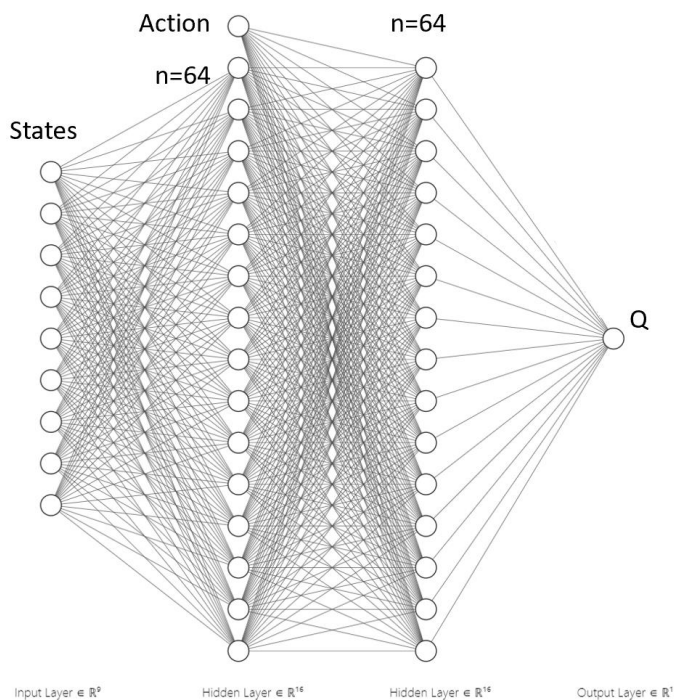 Action
n=64
n=64
States
Q
Input Layer ∈ ℝ⁹
Hidden Layer ∈ ℝ¹⁶
Hidden Layer ∈ ℝ¹⁶
Output Layer ∈ ℝ¹